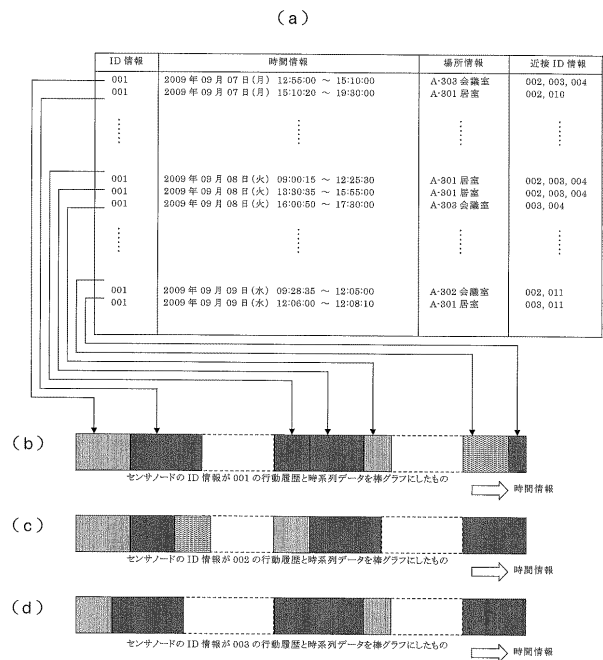 (a)
ID 情報 時間情報 場所情報 近接 ID 情報
001 2009 年 09 月 07 日(月) 12:55:00 ～ 15:10:00 A-303 会議室 002, 003, 004
001 2009 年 09 月 07 日(月) 15:10:20 ～ 19:30:00 A-301 居室 002, 010
001 2009 年 09 月 08 日(火) 09:00:15 ～ 12:25:30 A-301 居室 002, 003, 004
001 2009 年 09 月 08 日(火) 13:30:35 ～ 15:55:00 A-301 居室 002, 003, 004
001 2009 年 09 月 08 日(火) 16:00:50 ～ 17:30:00 A-303 会議室 003, 004
001 2009 年 09 月 09 日(水) 09:28:35 ～ 12:05:00 A-302 会議室 002, 011
001 2009 年 09 月 09 日(水) 12:06:00 ～ 12:08:10 A-301 居室 003, 011
(b)
センサノードの ID 情報が 001 の行動履歴と時系列データを棒グラフにしたもの
時間情報
(c)
センサノードの ID 情報が 002 の行動履歴と時系列データを棒グラフにしたもの
時間情報
(d)
センサノードの ID 情報が 003 の行動履歴と時系列データを棒グラフにしたもの
時間情報